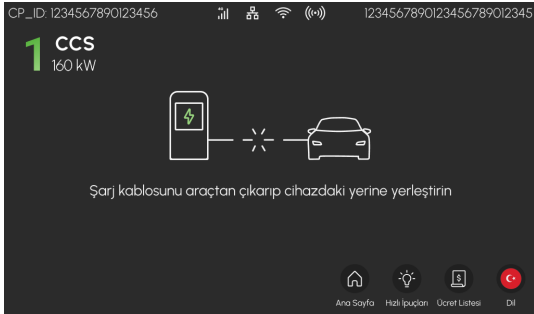 CP_ID: 1234567890123456 1234567890123456789012345
1 CCS
160 kW
Şarj kablosunu araçtan çıkarıp cihazdaki yerine yerleştirin
Ana Sayfa Hızlı İpuçları Ücret Listesi Dil